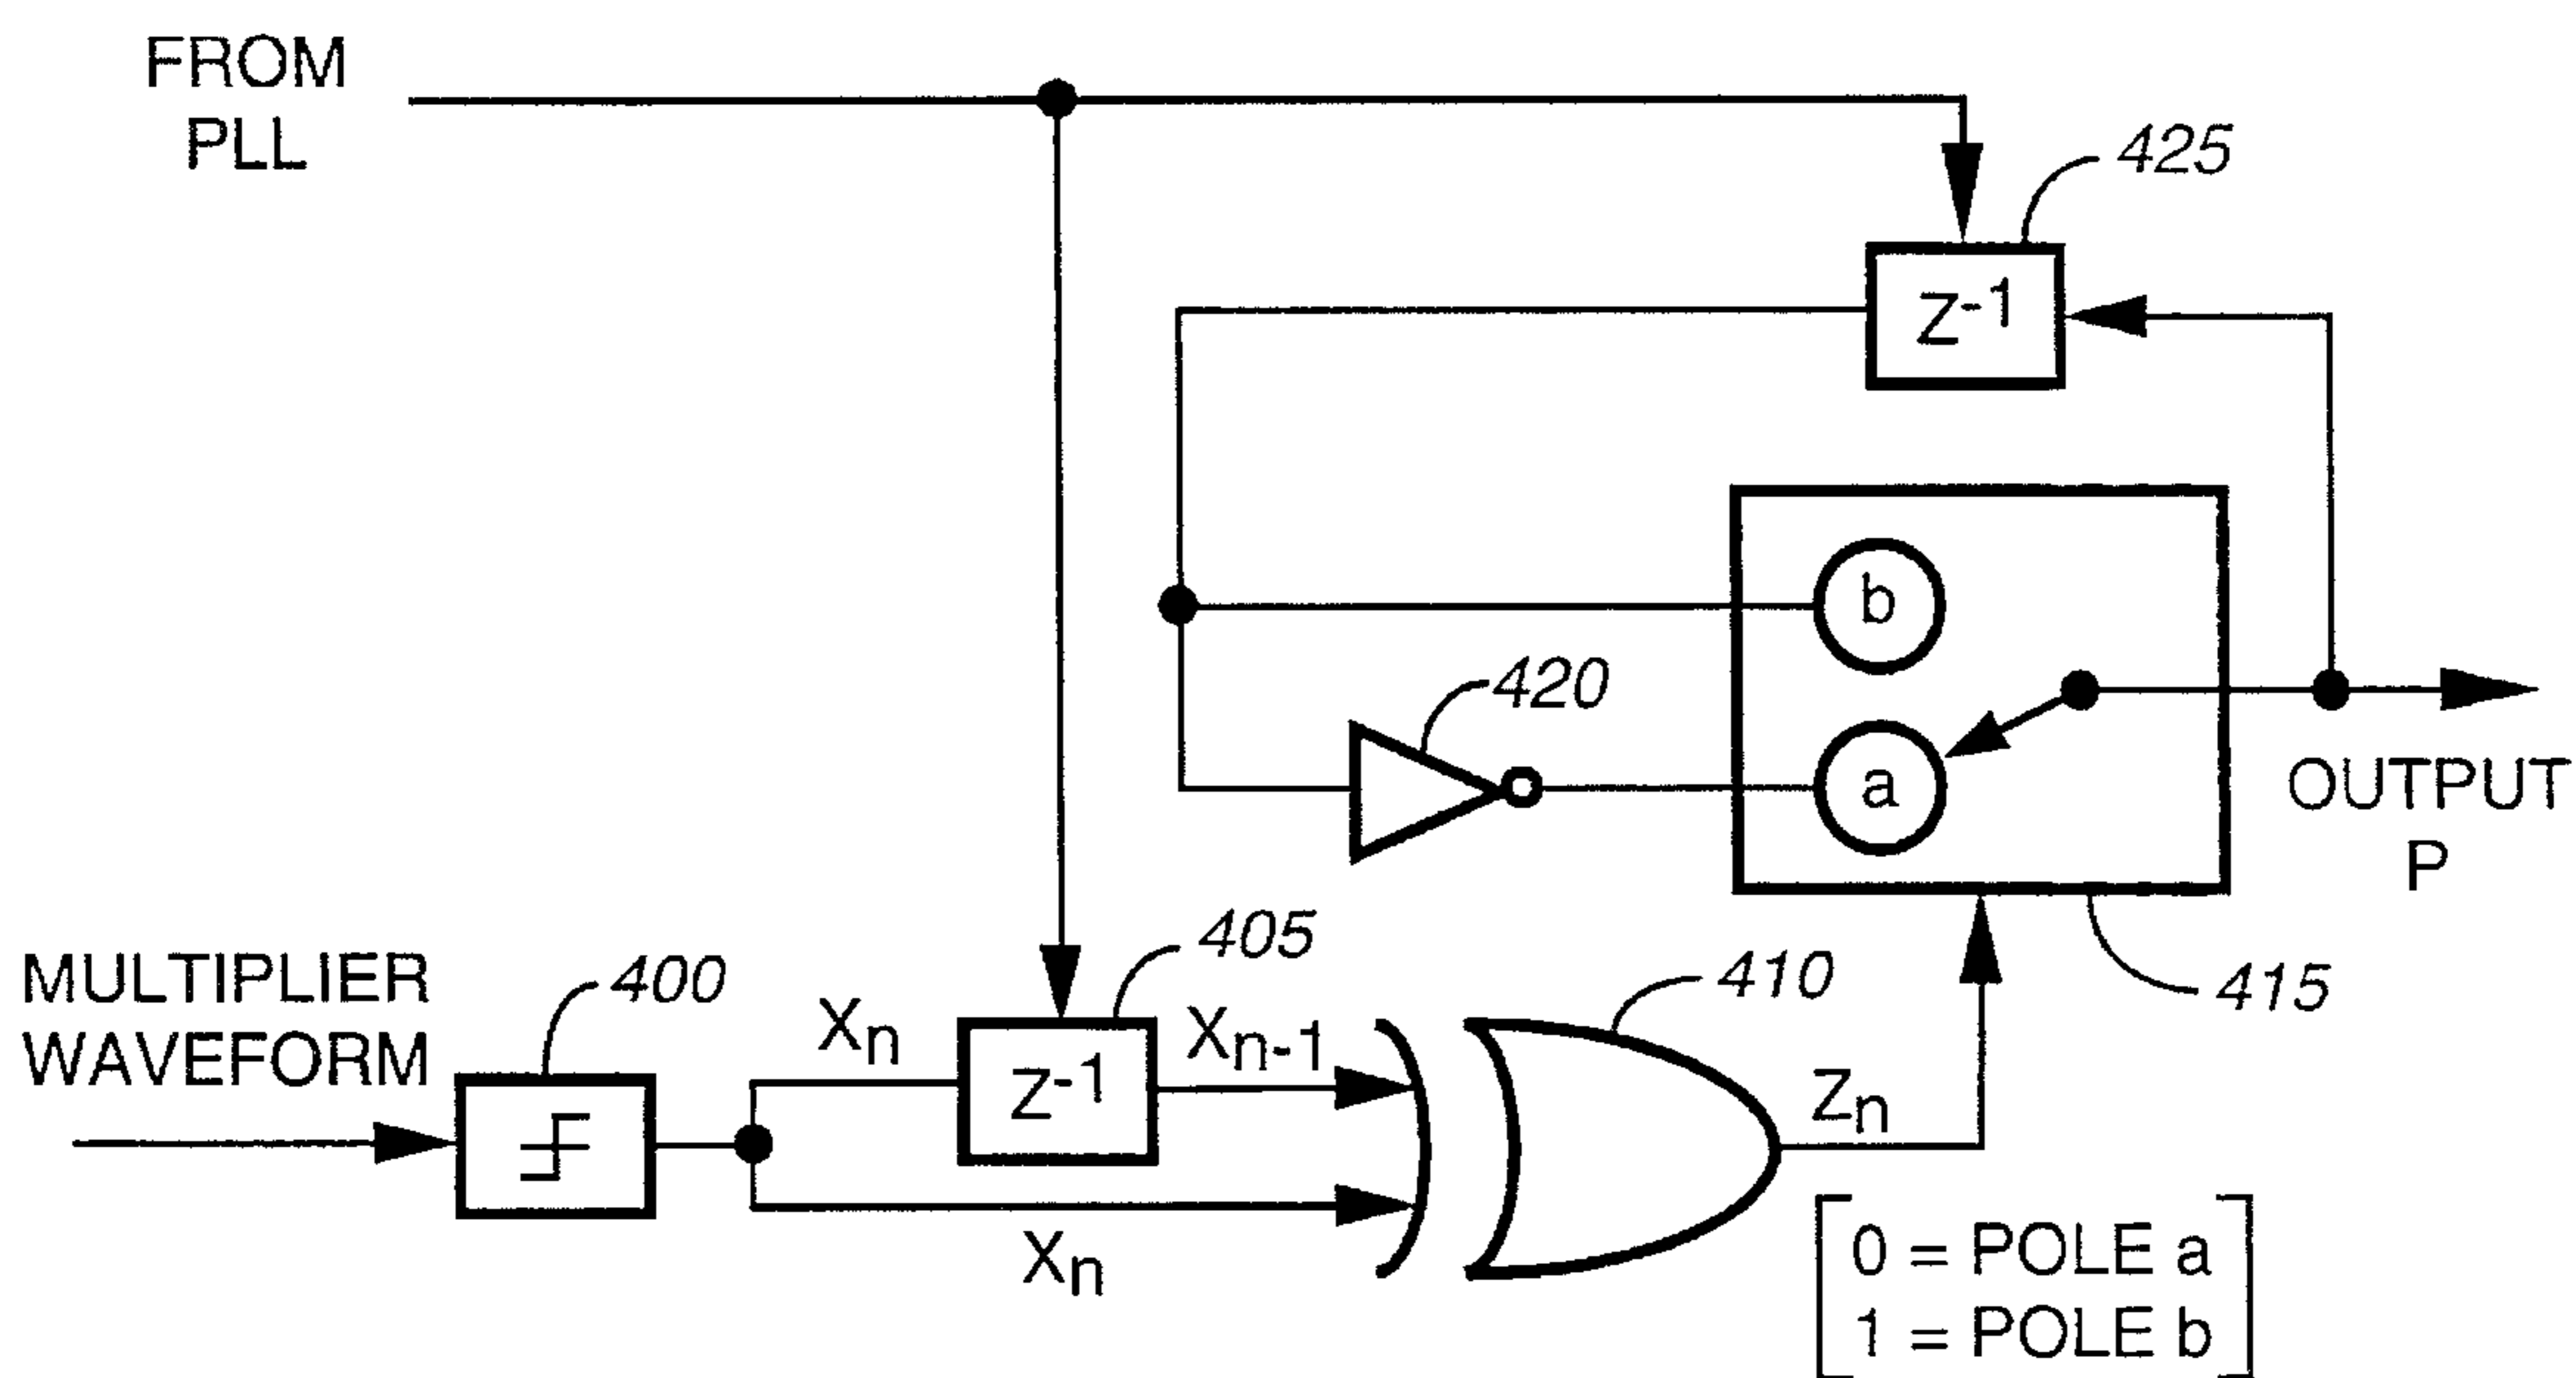 FROM
PLL
425
Z-1
b
420
a
OUTPUT
P
MULTIPLIER
WAVEFORM
400
Xn
405
Z-1
Xn-1
410
415
Zn
Xn
0 = POLE a
1 = POLE b